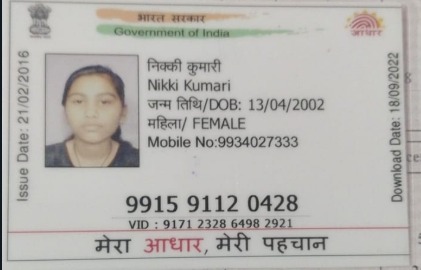 भारत सरकार
Government of India
आधार
Issue Date: 21/02/2016
निक्की कुमारी
Nikki Kumari
जन्म तिथि/DOB: 13/04/2002
महिला/ FEMALE
Mobile No:9934027333
Download Date: 18/09/2022
9915 9112 0428
VID : 9171 2328 6498 2921
मेरा आधार, मेरी पहचान